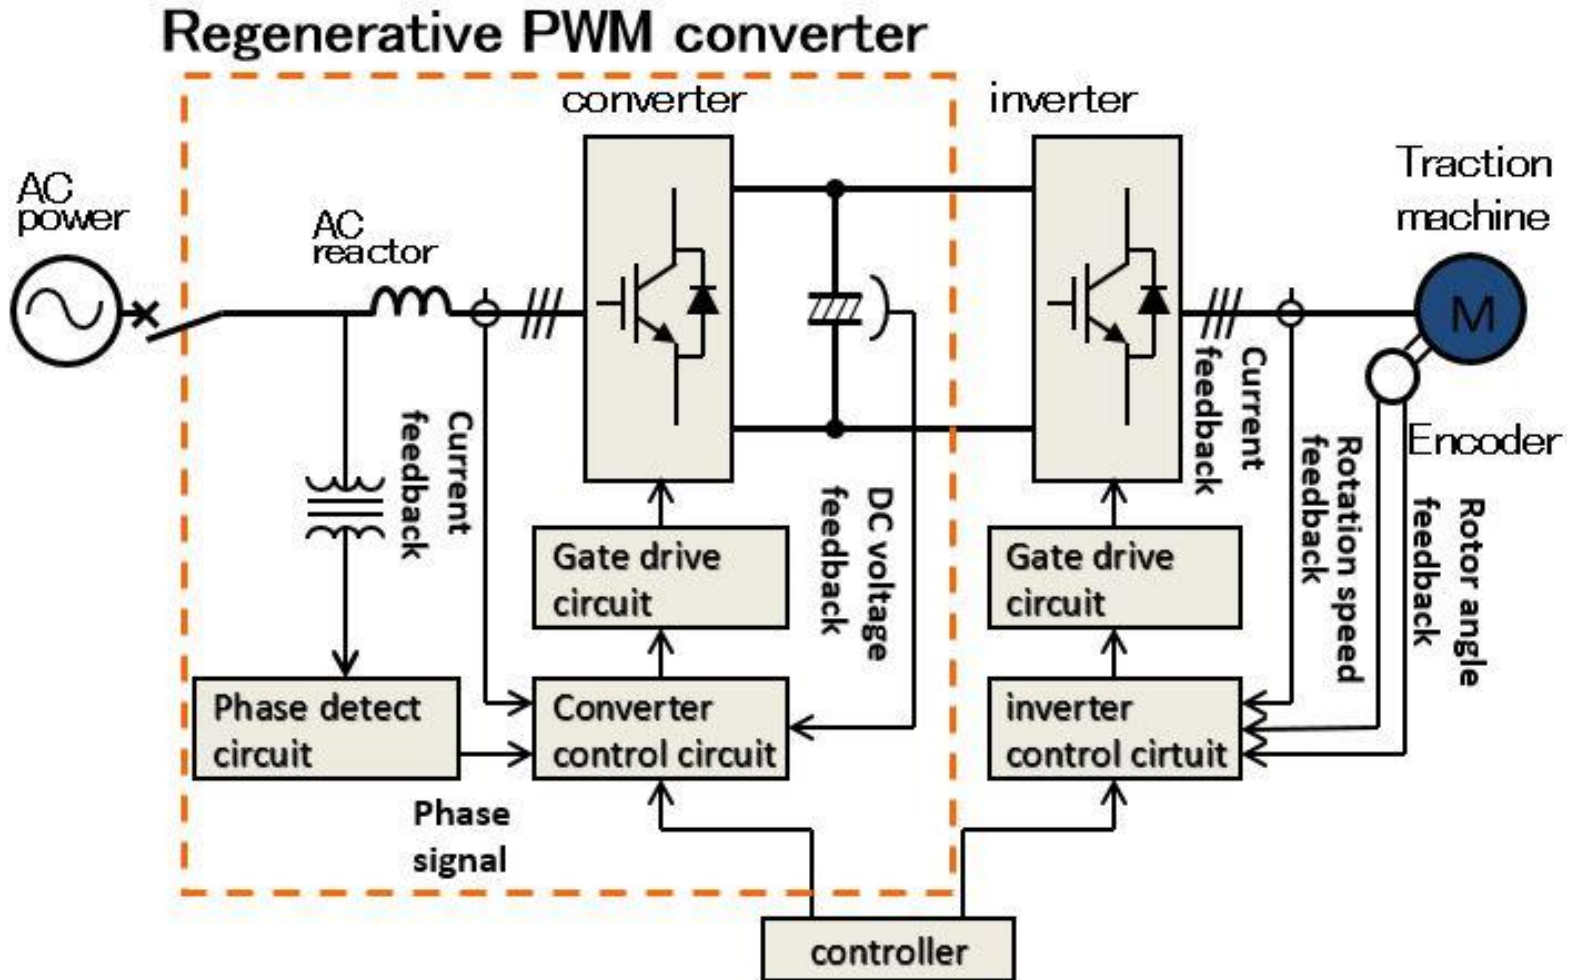 Regenerative PWM converter
converter
inverter
AC
power
AC
reactor
Traction
machine
M
Encoder
Current
feedback
DC voltage
feedback
Current
feedback
Rotation speed
feedback
Rotor angle
feedback
Gate drive
circuit
Gate drive
circuit
Phase detect
circuit
Converter
control circuit
inverter
control cirtuit
Phase
signal
controller